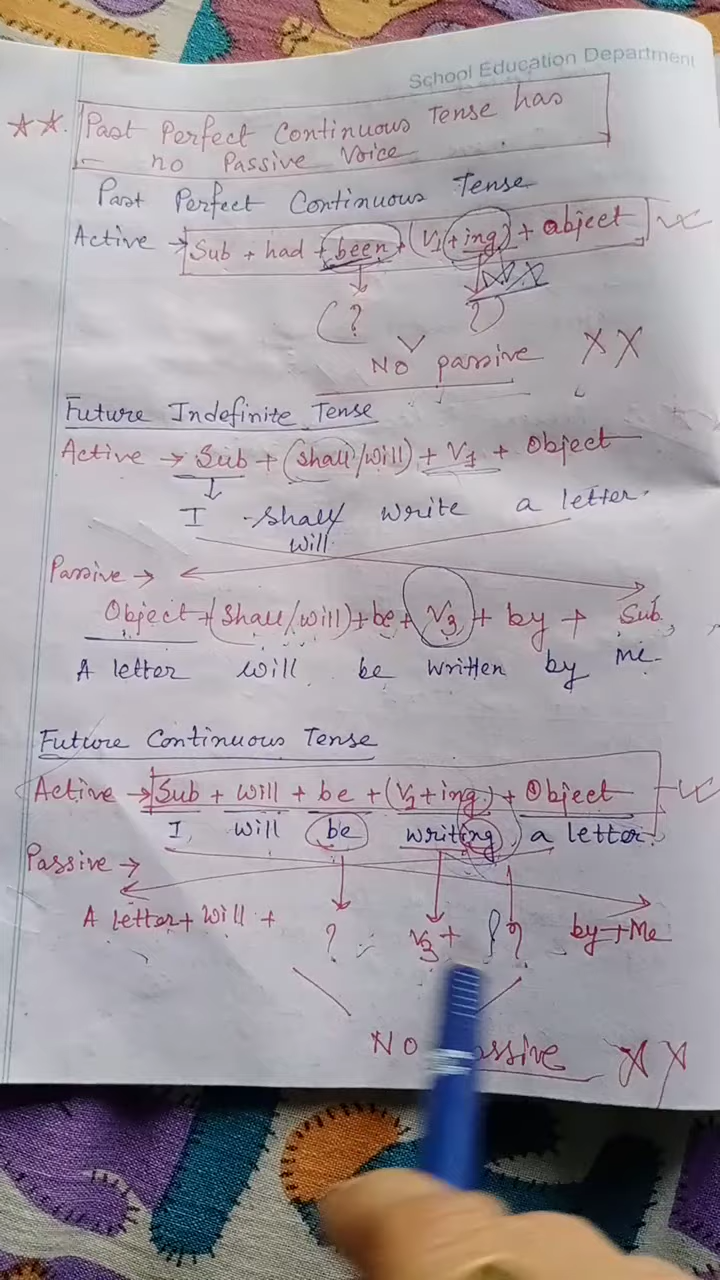 School Education Department
★★. Past Perfect Continuous Tense has
no Passive Voice
Past Perfect Continuous Tense
Active → Sub + had + been + (V1 + ing) + object
(? ?)
No passive XX
Future Indefinite Tense
Active → Sub + (shall/will) + V1 + Object
I shall write a letter.
will
Passive →
Object + (Shall/will) + be + V3 + by + Sub,
A letter will be written by me.
Future Continuous Tense
Active → Sub + will + be + (V1 + ing) + Object
I will be writing a letter.
Passive →
A letter + will + ? V3 + ? by + Me
No XX